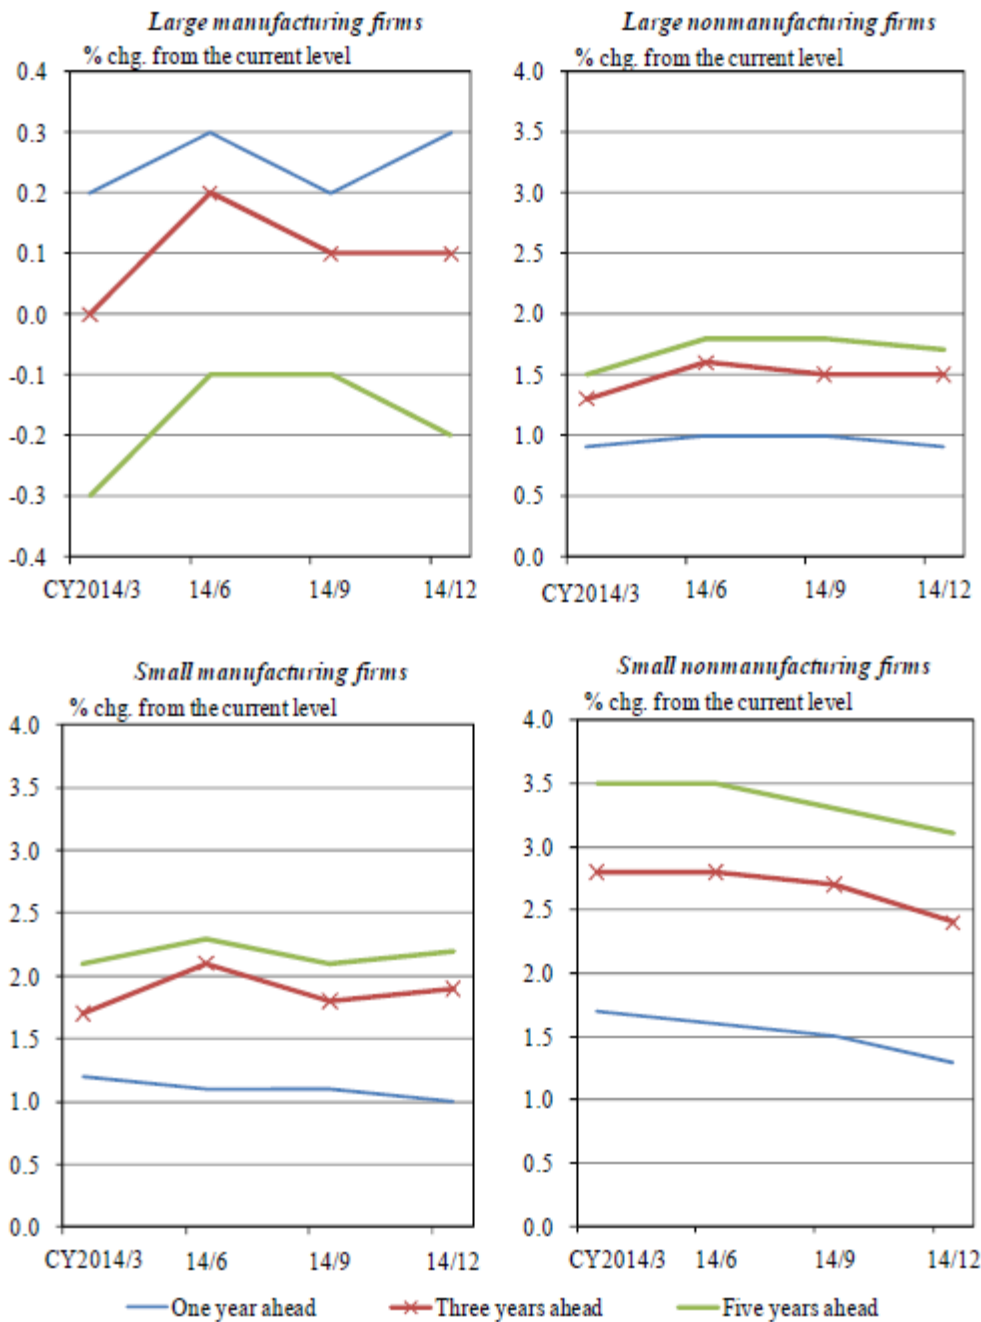 Large manufacturing firms
% chg. from the current level
0.4
0.3
0.2
0.1
0.0
-0.1
-0.2
-0.3
-0.4
CY2014/3 14/6 14/9 14/12
Large nonmanufacturing firms
% chg. from the current level
4.0
3.5
3.0
2.5
2.0
1.5
1.0
0.5
0.0
CY2014/3 14/6 14/9 14/12
Small manufacturing firms
% chg. from the current level
4.0
3.5
3.0
2.5
2.0
1.5
1.0
0.5
0.0
CY2014/3 14/6 14/9 14/12
Small nonmanufacturing firms
% chg. from the current level
4.0
3.5
3.0
2.5
2.0
1.5
1.0
0.5
0.0
CY2014/3 14/6 14/9 14/12
One year ahead Three years ahead Five years ahead